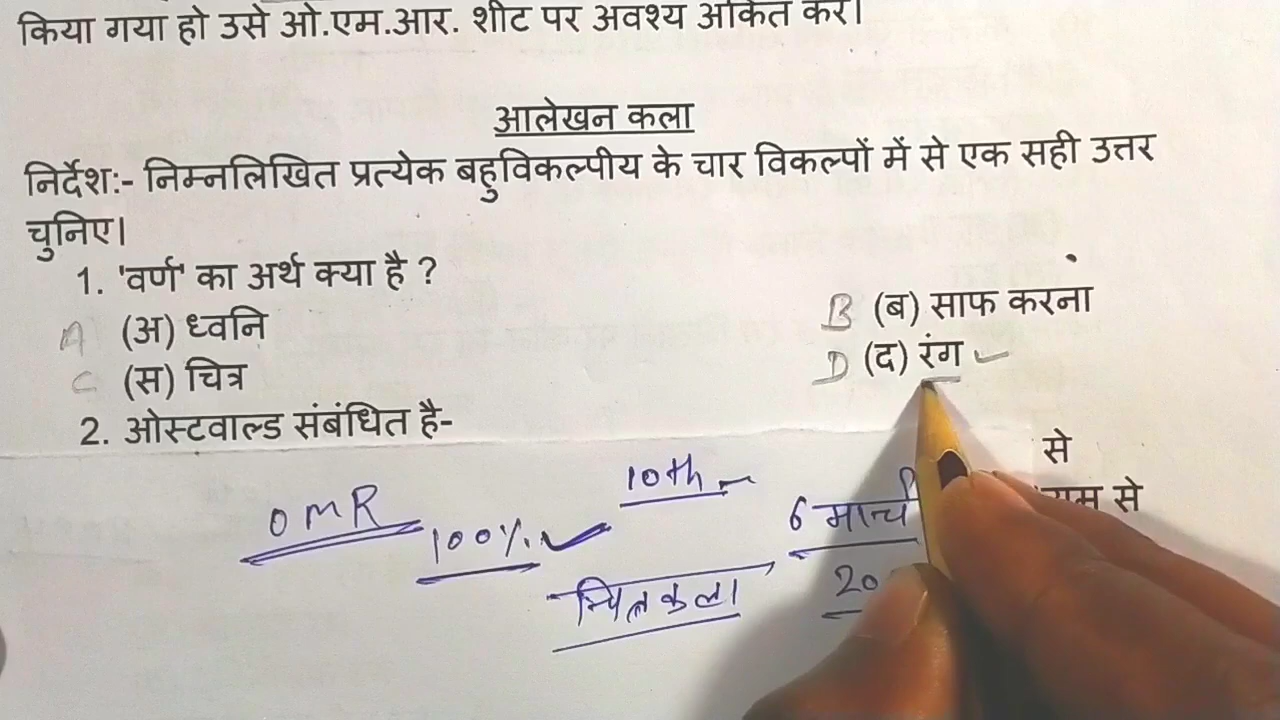 किया गया हो उसे ओ.एम.आर. शीट पर अवश्य अंकित करें।
आलेखन कला
निर्देश:- निम्नलिखित प्रत्येक बहुविकल्पीय के चार विकल्पों में से एक सही उत्तर
चुनिए।
1. 'वर्ण' का अर्थ क्या है ?
A (अ) ध्वनि B (ब) साफ करना
C (स) चित्र D (द) रंग
2. ओस्टवाल्ड संबंधित है-
से
से
OMR 100% 10th 6 मार्च
चित्रकला 20